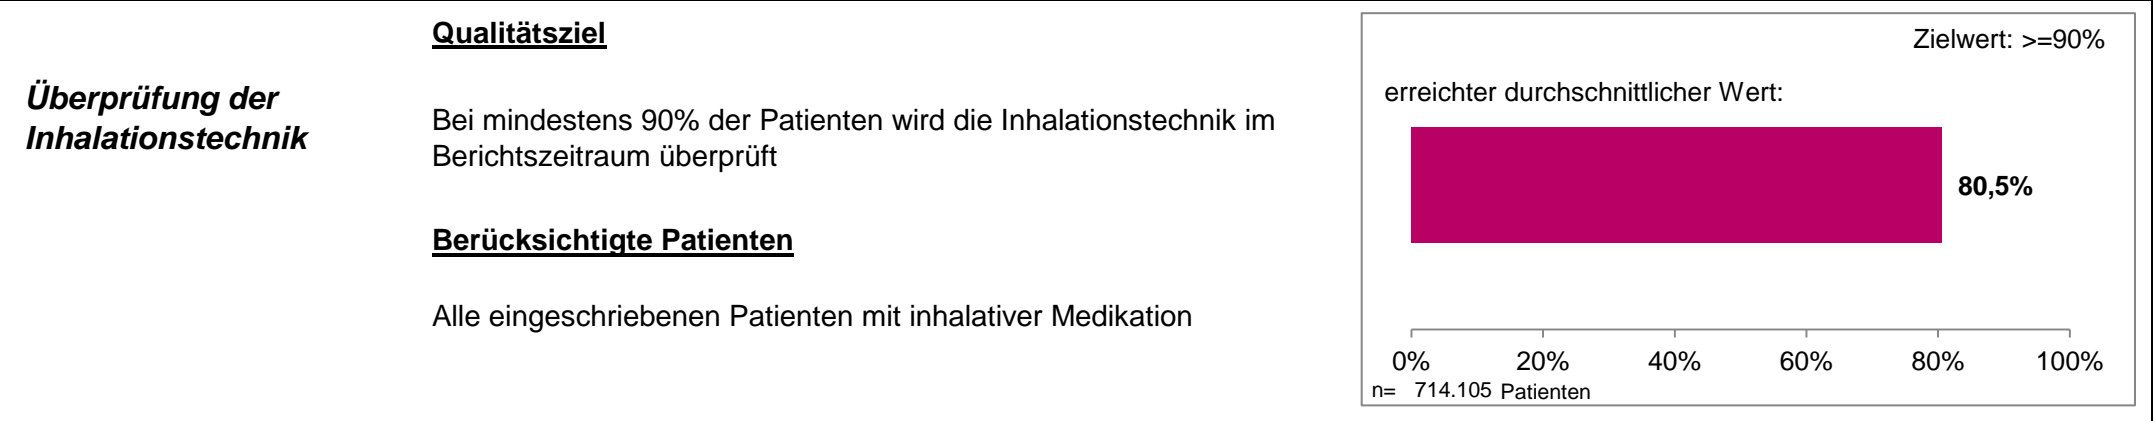 Überprüfung der
Inhalationstechnik
Qualitätsziel
Bei mindestens 90% der Patienten wird die Inhalationstechnik im
Berichtszeitraum überprüft
Berücksichtigte Patienten
Alle eingeschriebenen Patienten mit inhalativer Medikation
Zielwert: >=90%
erreichter durchschnittlicher Wert:
80,5%
0% 20% 40% 60% 80% 100%
n= 714.105 Patienten